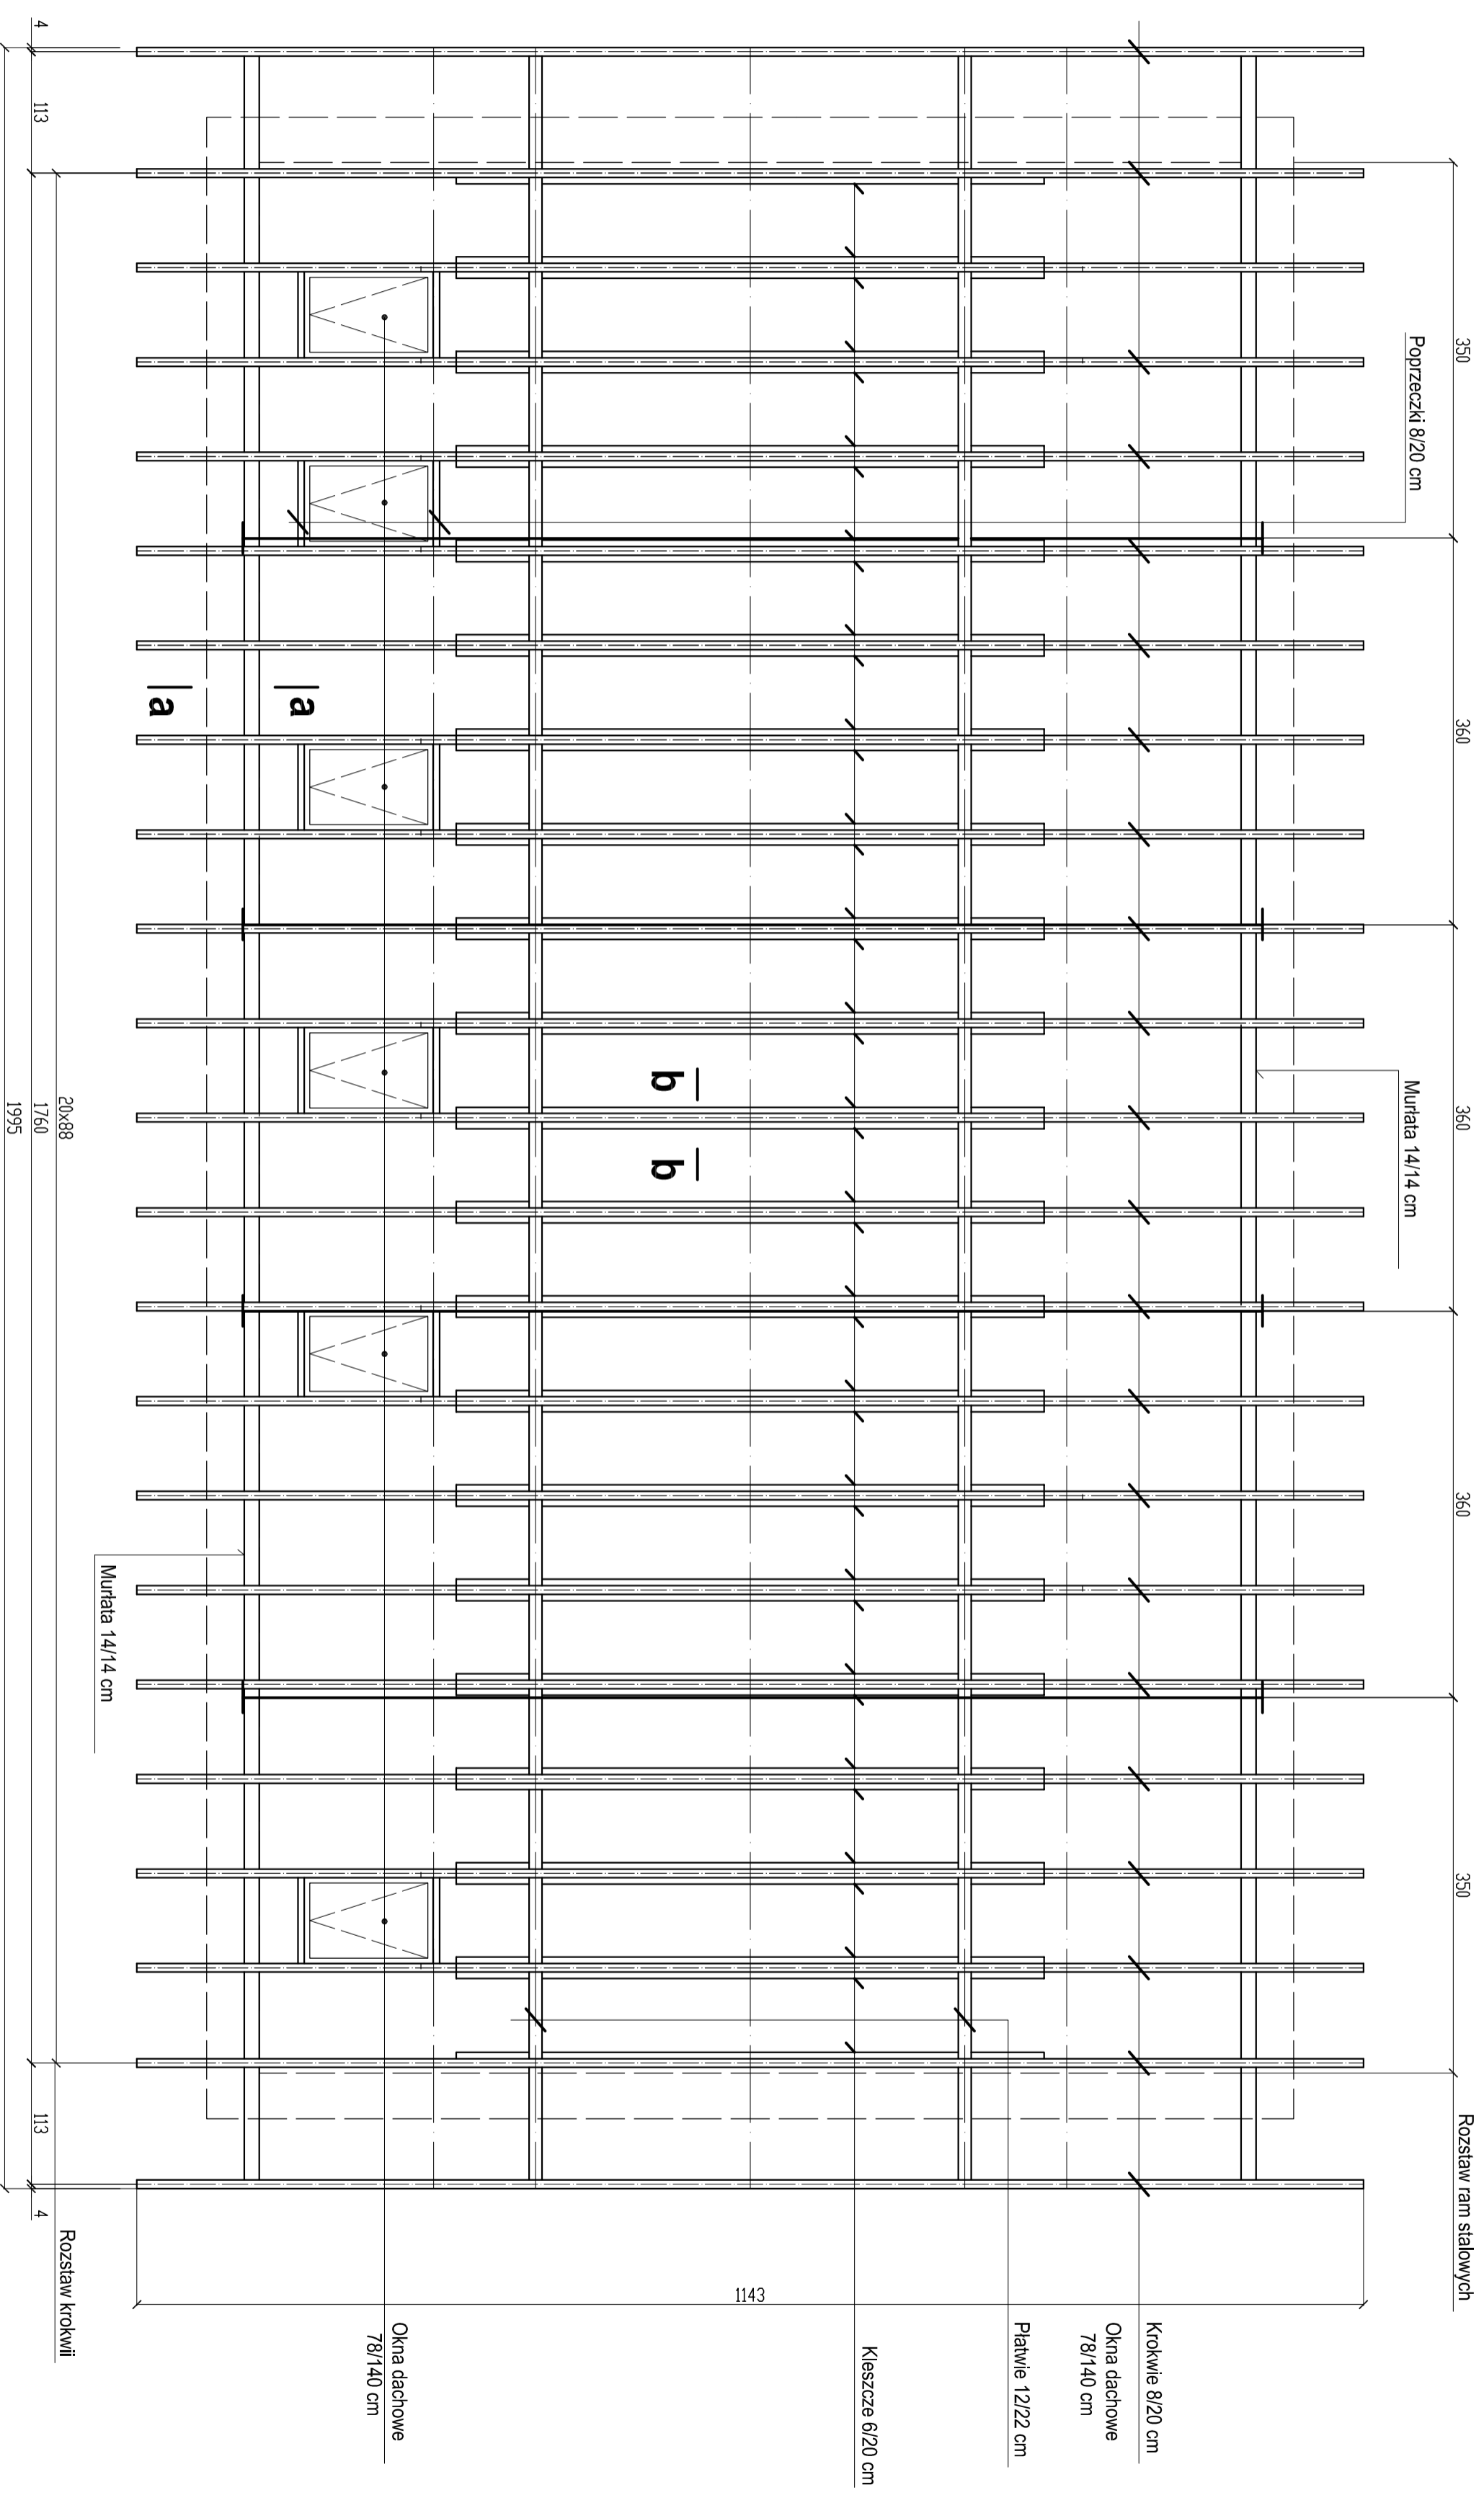 Rozstaw ram stalowych
350
360
360
360
350
Poprzeczki 8/20 cm
Murłata 14/14 cm
Krokwie 8/20 cm
Okna dachowe
78/140 cm
Płatwie 12/22 cm
Kleszcze 6/20 cm
1143
b
b
Okna dachowe
78/140 cm
a
a
Murłata 14/14 cm
20x88
Rozstaw krokwii
4
113
1760
113
4
1995